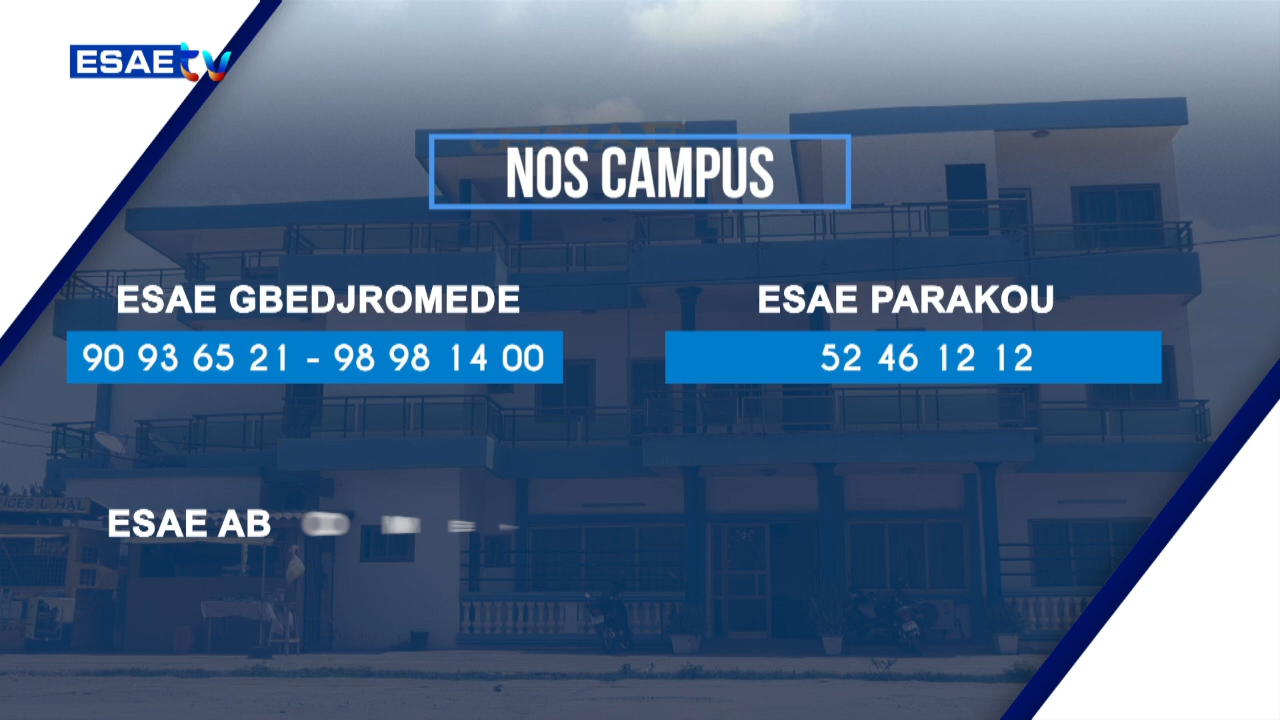 ESAE tv
NOS CAMPUS
ESAE GBEDJROMEDE
90 93 65 21 - 98 98 14 00
ESAE PARAKOU
52 46 12 12
ESAE AB